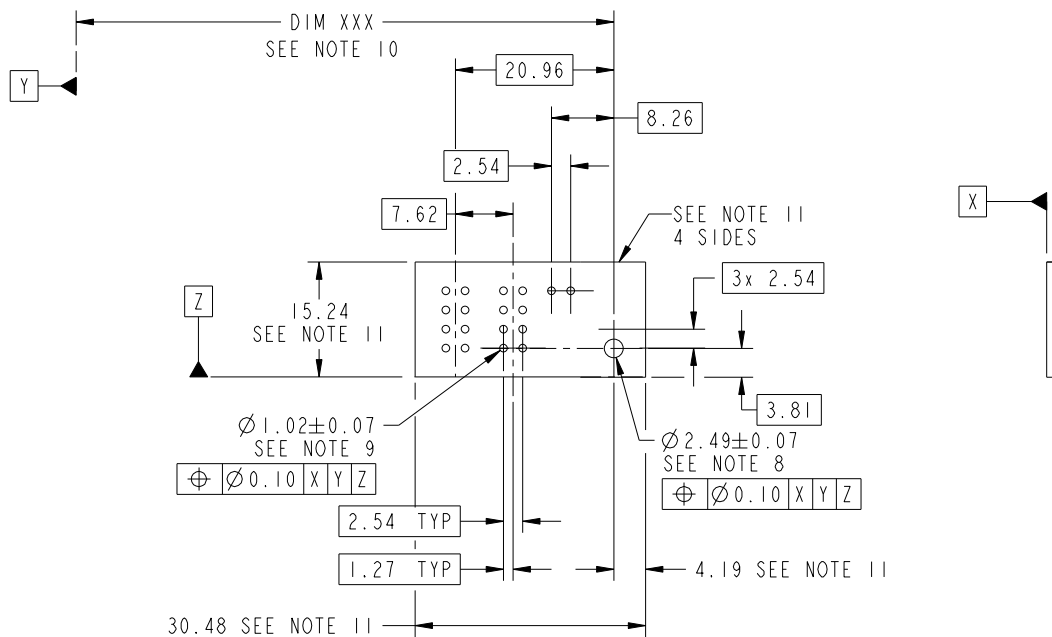 DIM XXX
SEE NOTE 10
Y
20.96
8.26
2.54
7.62
X
SEE NOTE 11
4 SIDES
3x 2.54
Z
15.24
SEE NOTE 11
3.81
Ø1.02±0.07
SEE NOTE 9
⌖ Ø0.10 X Y Z
Ø2.49±0.07
SEE NOTE 8
⌖ Ø0.10 X Y Z
2.54 TYP
1.27 TYP
4.19 SEE NOTE 11
30.48 SEE NOTE 11